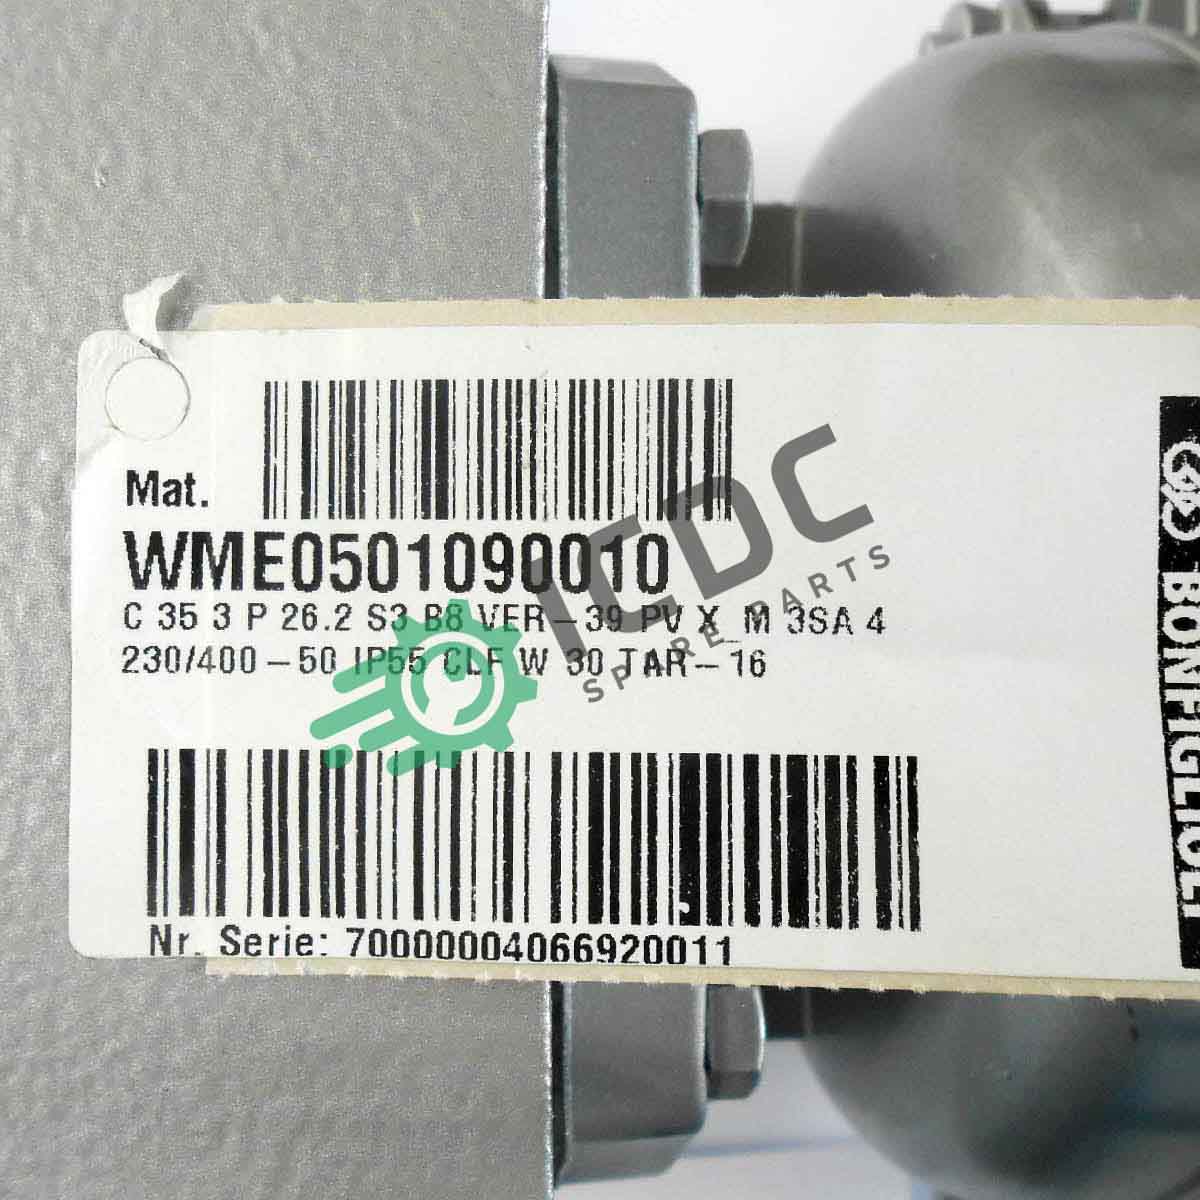 Mat.
WME0501090010
C 35 3 P 26.2 S3 B8 VER-39 PV X_M 3SA 4
230/400-50 IP55 CLF W 30 TAR-16
Nr. Serie: 70000004066920011
BONFIGLIOLI
ICDC
SPARE PARTS